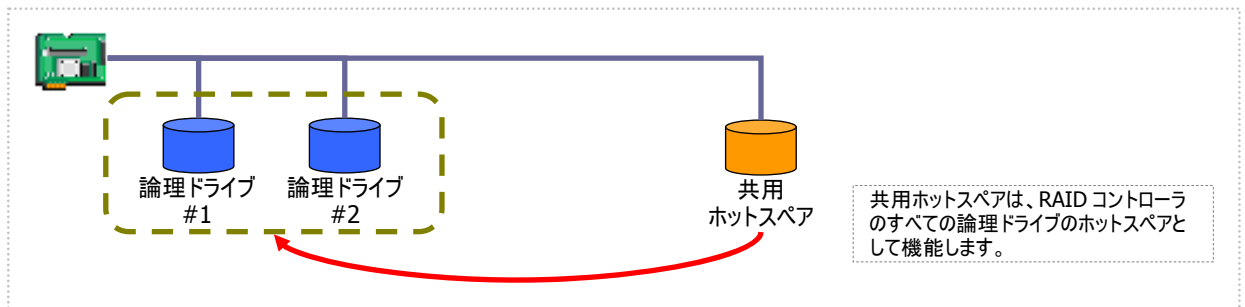 論理ドライブ
#1
論理ドライブ
#2
共用
ホットスペア
共用ホットスペアは、RAID コントローラ
のすべての論理ドライブのホットスペアと
して機能します。